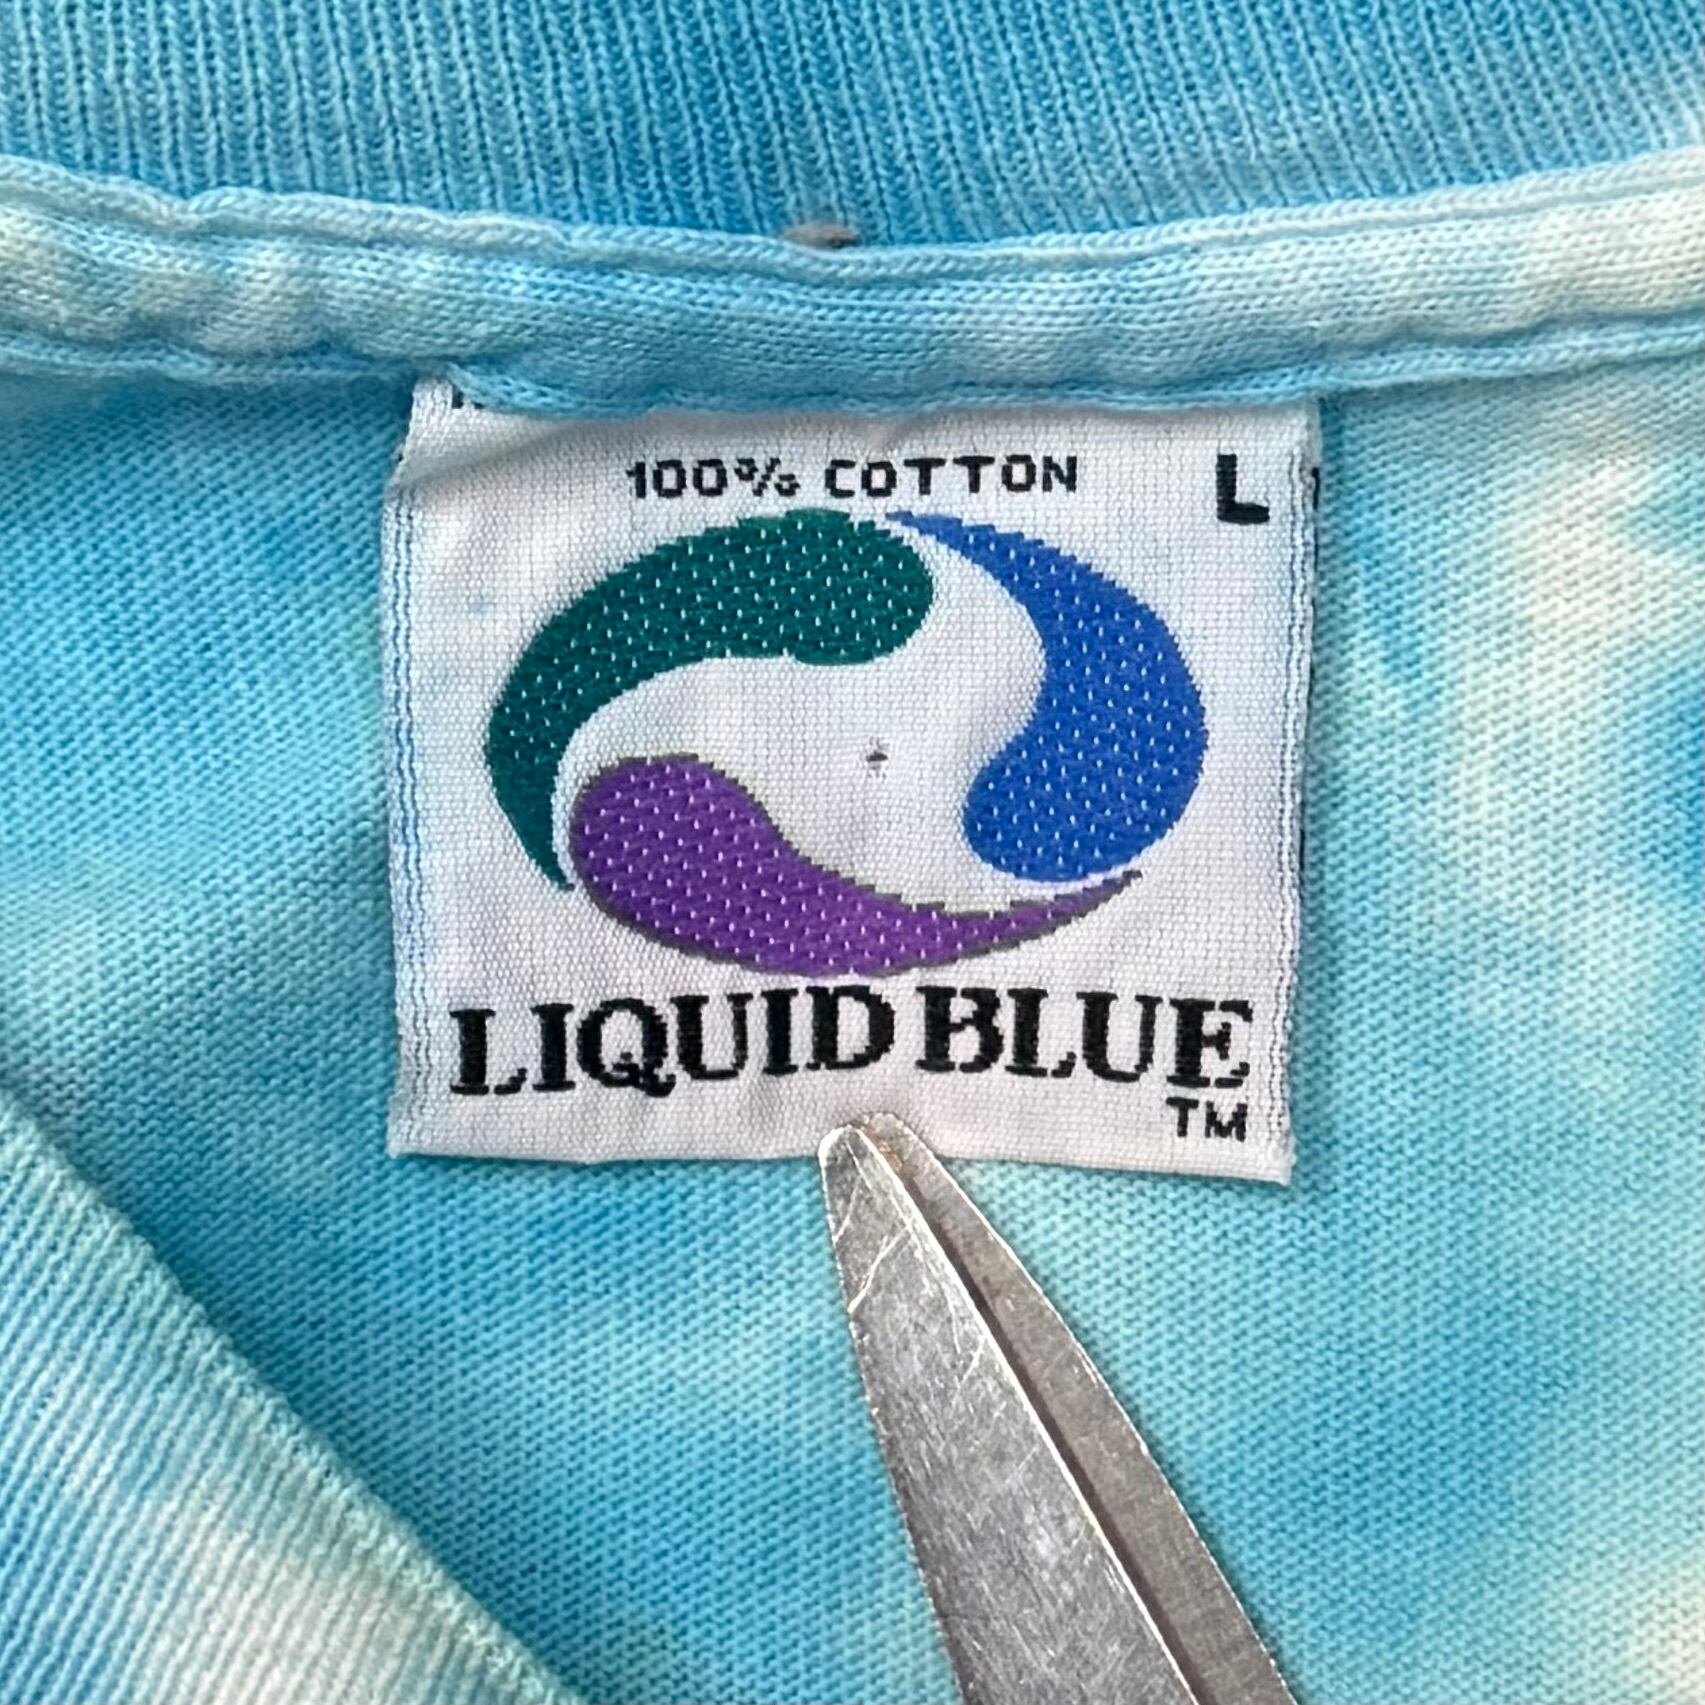 100% COTTON
L
LIQUID BLUE
TM